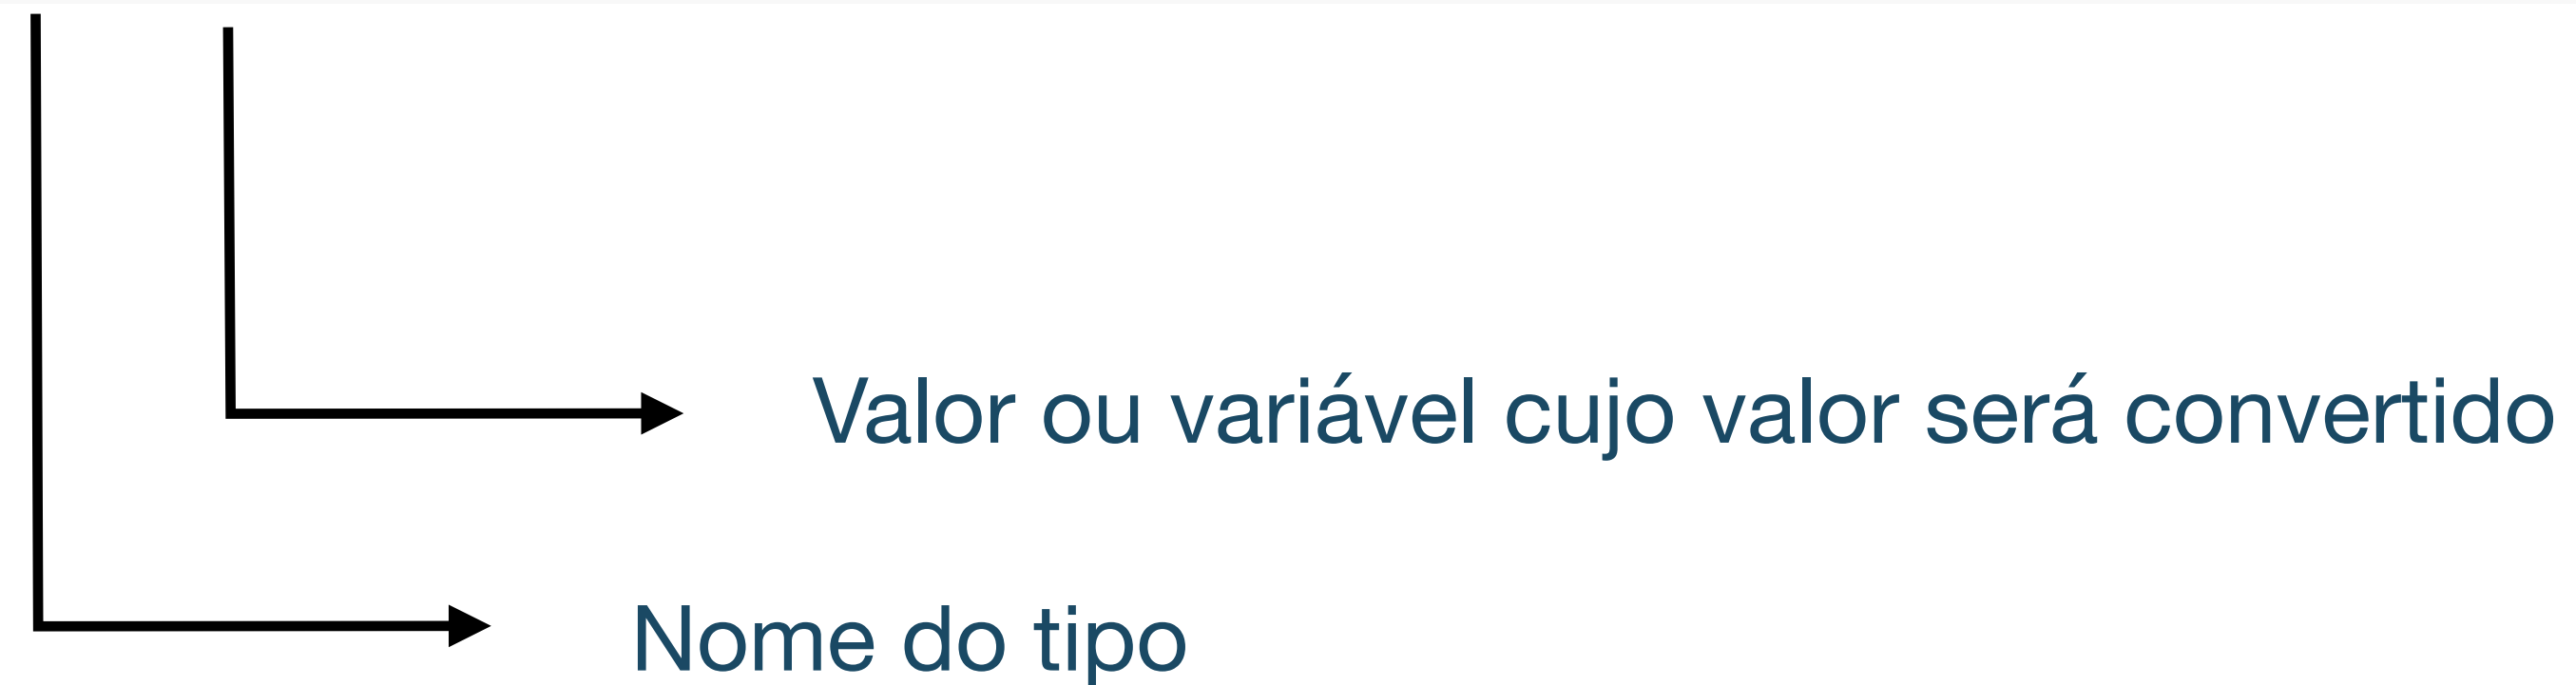 Valor ou variável cujo valor será convertido
Nome do tipo